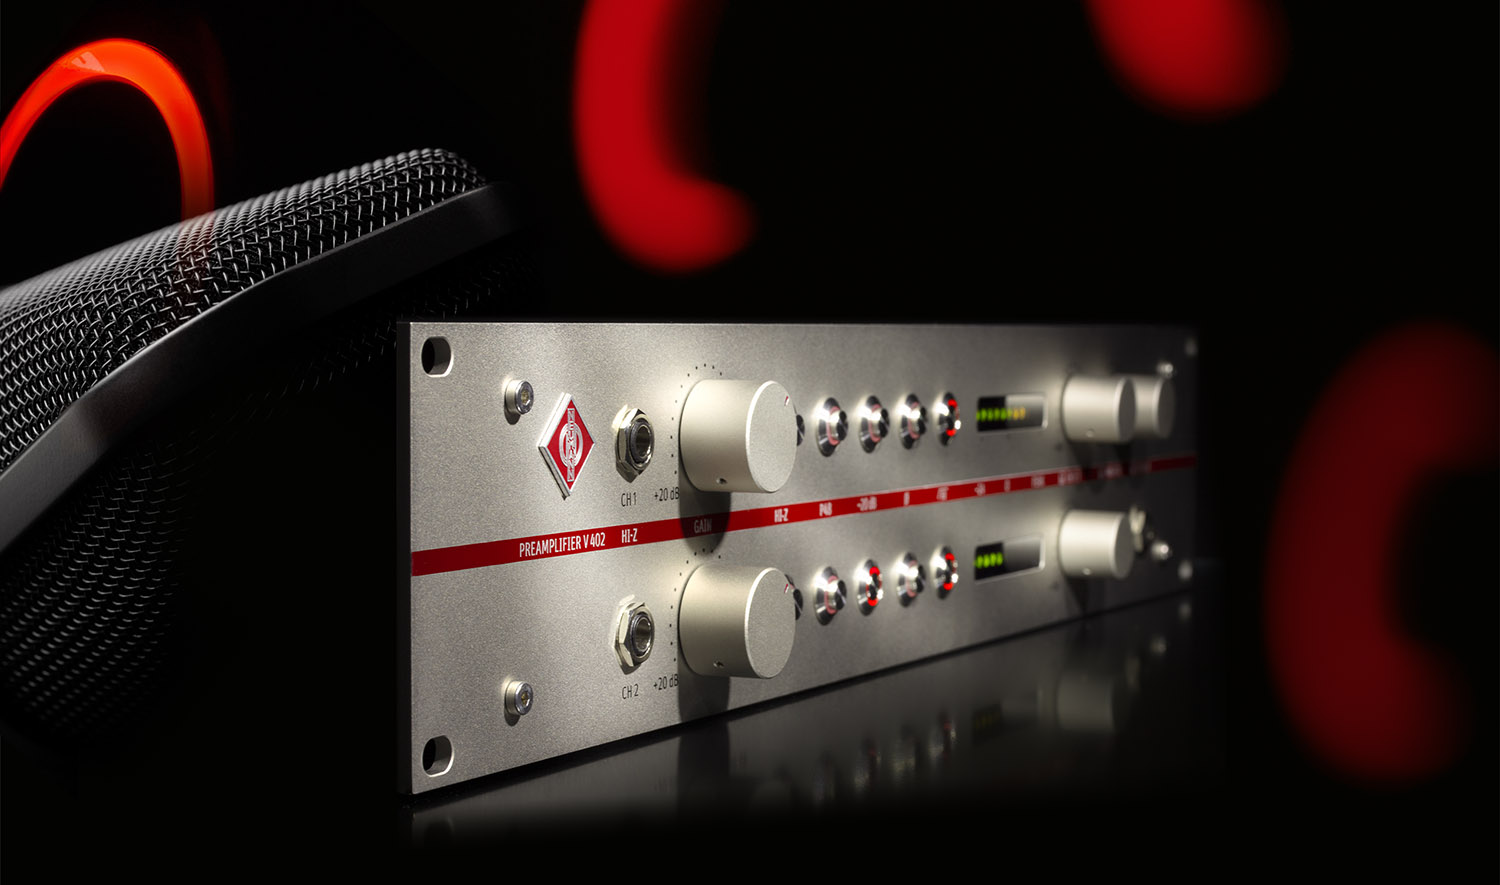 NEUMANN
CH 1 +20 dB
PREAMPLIFIER V 402 HI-Z GAIN HI-Z P48 -20 dB
CH 2 +20 dB